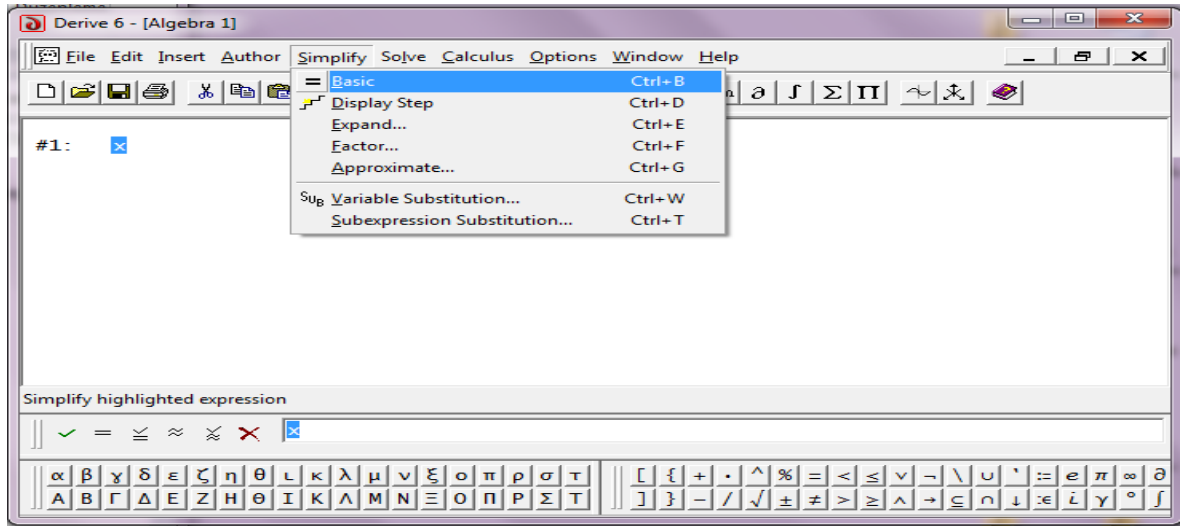 Derive 6 - [Algebra 1]
File Edit Insert Author Simplify Solve Calculus Options Window Help
= Basic Ctrl+B
Display Step Ctrl+D
Expand... Ctrl+E
Factor... Ctrl+F
Approximate... Ctrl+G
SUB Variable Substitution... Ctrl+W
Subexpression Substitution... Ctrl+T
∂ ∫ Σ Π
#1: x
Simplify highlighted expression
= ≈ x
α β γ δ ε ζ η θ ι κ λ μ ν ξ ο π ρ σ τ [ { + · ^ % = < ≤ ∨ ¬ \ ∪ ` := e π ∞ ∂
Α Β Γ Δ Ε Ζ Η Θ Ι Κ Λ Μ Ν Ξ Ο Π Ρ Σ Τ ] } - / √ ± ≠ > ≥ ∧ → ⊆ ∩ ↓ :∈ i γ ° ∫